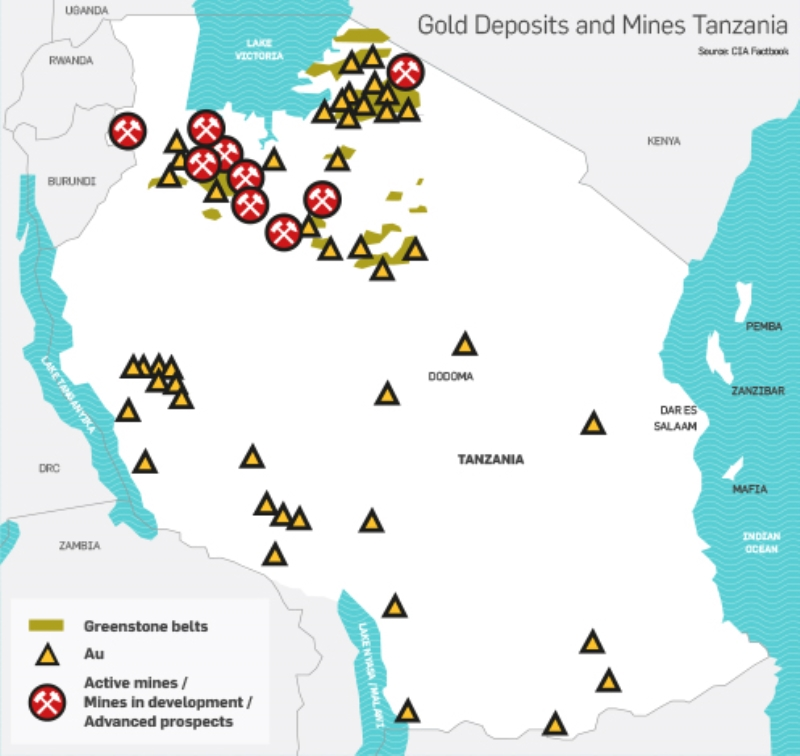 Gold Deposits and Mines Tanzania
Source: CIA Factbook
UGANDA
RWANDA
LAKE
VICTORIA
KENYA
BURUNDI
PEMBA
LAKE TANGANYIKA
DODOMA
ZANZIBAR
DAR ES
SALAAM
TANZANIA
DRC
MAFIA
ZAMBIA
INDIAN
OCEAN
LAKE NYASA / MALAWI
Greenstone belts
Au
Active mines /
Mines in development /
Advanced prospects